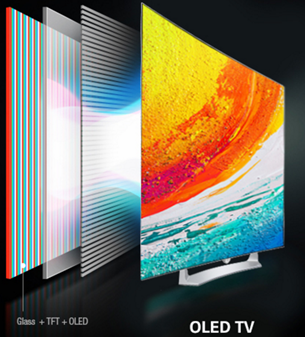 Glass + TFT + OLED
OLED TV